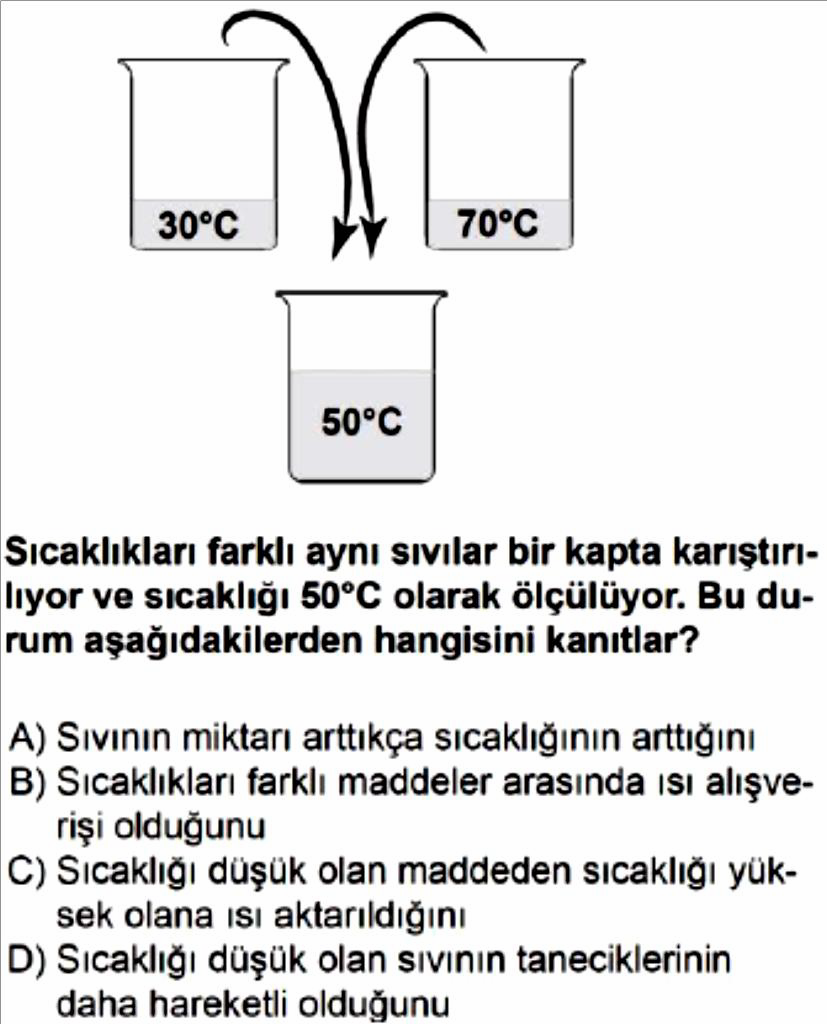 30°C
70°C
50°C
Sıcaklıkları farklı aynı sıvılar bir kapta karıştırı-
lıyor ve sıcaklığı 50°C olarak ölçülüyor. Bu du-
rum aşağıdakilerden hangisini kanıtlar?
A) Sıvının miktarı arttıkça sıcaklığının arttığını
B) Sıcaklıkları farklı maddeler arasında ısı alışve-
rişi olduğunu
C) Sıcaklığı düşük olan maddeden sıcaklığı yük-
sek olana ısı aktarıldığını
D) Sıcaklığı düşük olan sıvının taneciklerinin
daha hareketli olduğunu